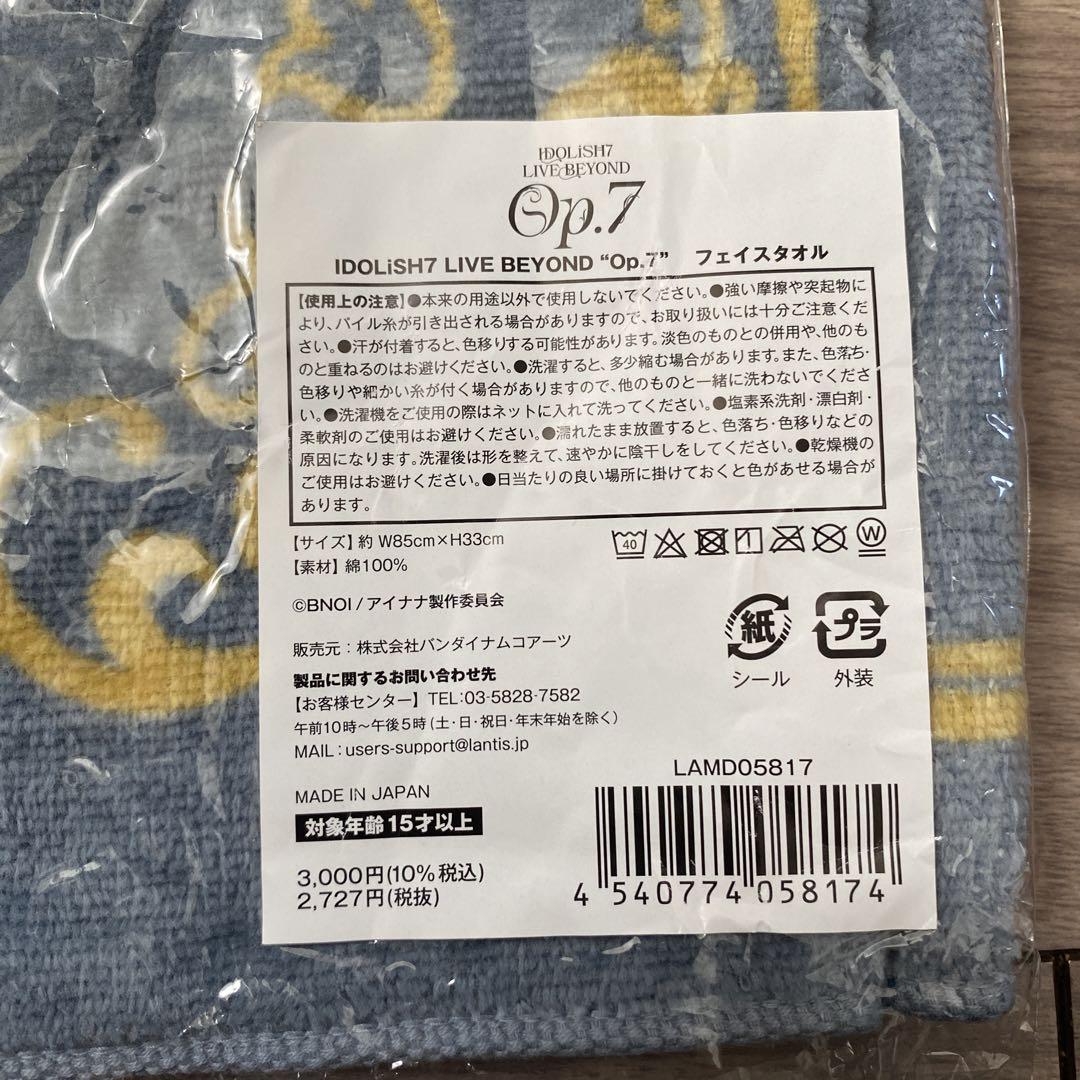 IDOLiSH7
LIVE BEYOND
Op.7
IDOLiSH7 LIVE BEYOND “Op.7”　フェイスタオル
【使用上の注意】●本来の用途以外で使用しないでください。●強い摩擦や突起物に
より、パイル糸が引き出される場合がありますので、お取り扱いには十分ご注意くだ
さい。●汗が付着すると、色移りする可能性があります。淡色のものとの併用や、他のも
のと重ねるのはお避けください。●洗濯すると、多少縮む場合があります。また、色落ち・
色移りや細かい糸が付く場合がありますので、他のものと一緒に洗わないでくださ
い。●洗濯機をご使用の際はネットに入れて洗ってください。●塩素系洗剤・漂白剤・
柔軟剤のご使用はお避けください。●濡れたまま放置すると、色落ち・色移りなどの
原因になります。洗濯後は形を整えて、速やかに陰干しをしてください。●乾燥機の
ご使用はお避けください。●日当たりの良い場所に掛けておくと色があせる場合が
あります。
【サイズ】約 W85cm×H33cm
【素材】綿100%
40
W
©BNOI / アイナナ製作委員会
販売元：株式会社バンダイナムコアーツ
製品に関するお問い合わせ先
【お客様センター】TEL:03-5828-7582
午前10時～午後5時（土・日・祝日・年末年始を除く）
MAIL：users-support@lantis.jp
紙
シール
プラ
外装
MADE IN JAPAN
対象年齢15才以上
3,000円(10%税込)
2,727円(税抜)
LAMD05817
4 540774 058174